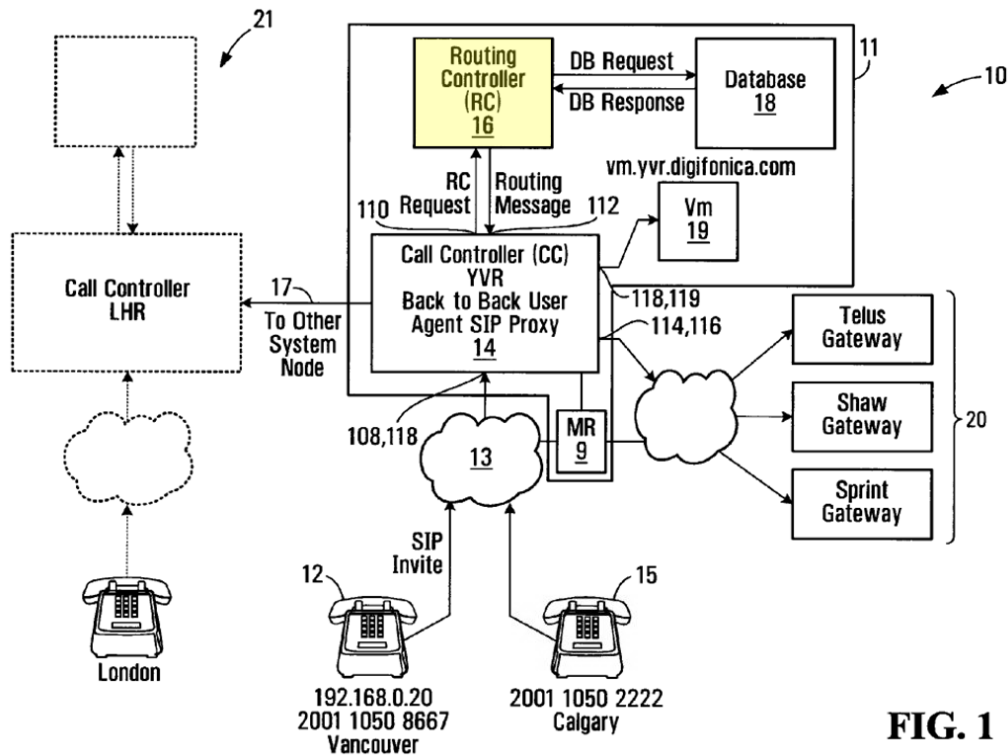 21
11
10
Routing
Controller
(RC)
16
DB Request
DB Response
Database
18
vm.yvr.digifonica.com
RC
Request
Routing
Message
110
112
Vm
19
Call Controller
LHR
17
To Other
System
Node
Call Controller (CC)
YVR
Back to Back User
Agent SIP Proxy
14
118,119
114,116
108,118
13
MR
9
Telus
Gateway
Shaw
Gateway
Sprint
Gateway
20
SIP
Invite
12
15
London
192.168.0.20
2001 1050 8667
Vancouver
2001 1050 2222
Calgary
FIG. 1